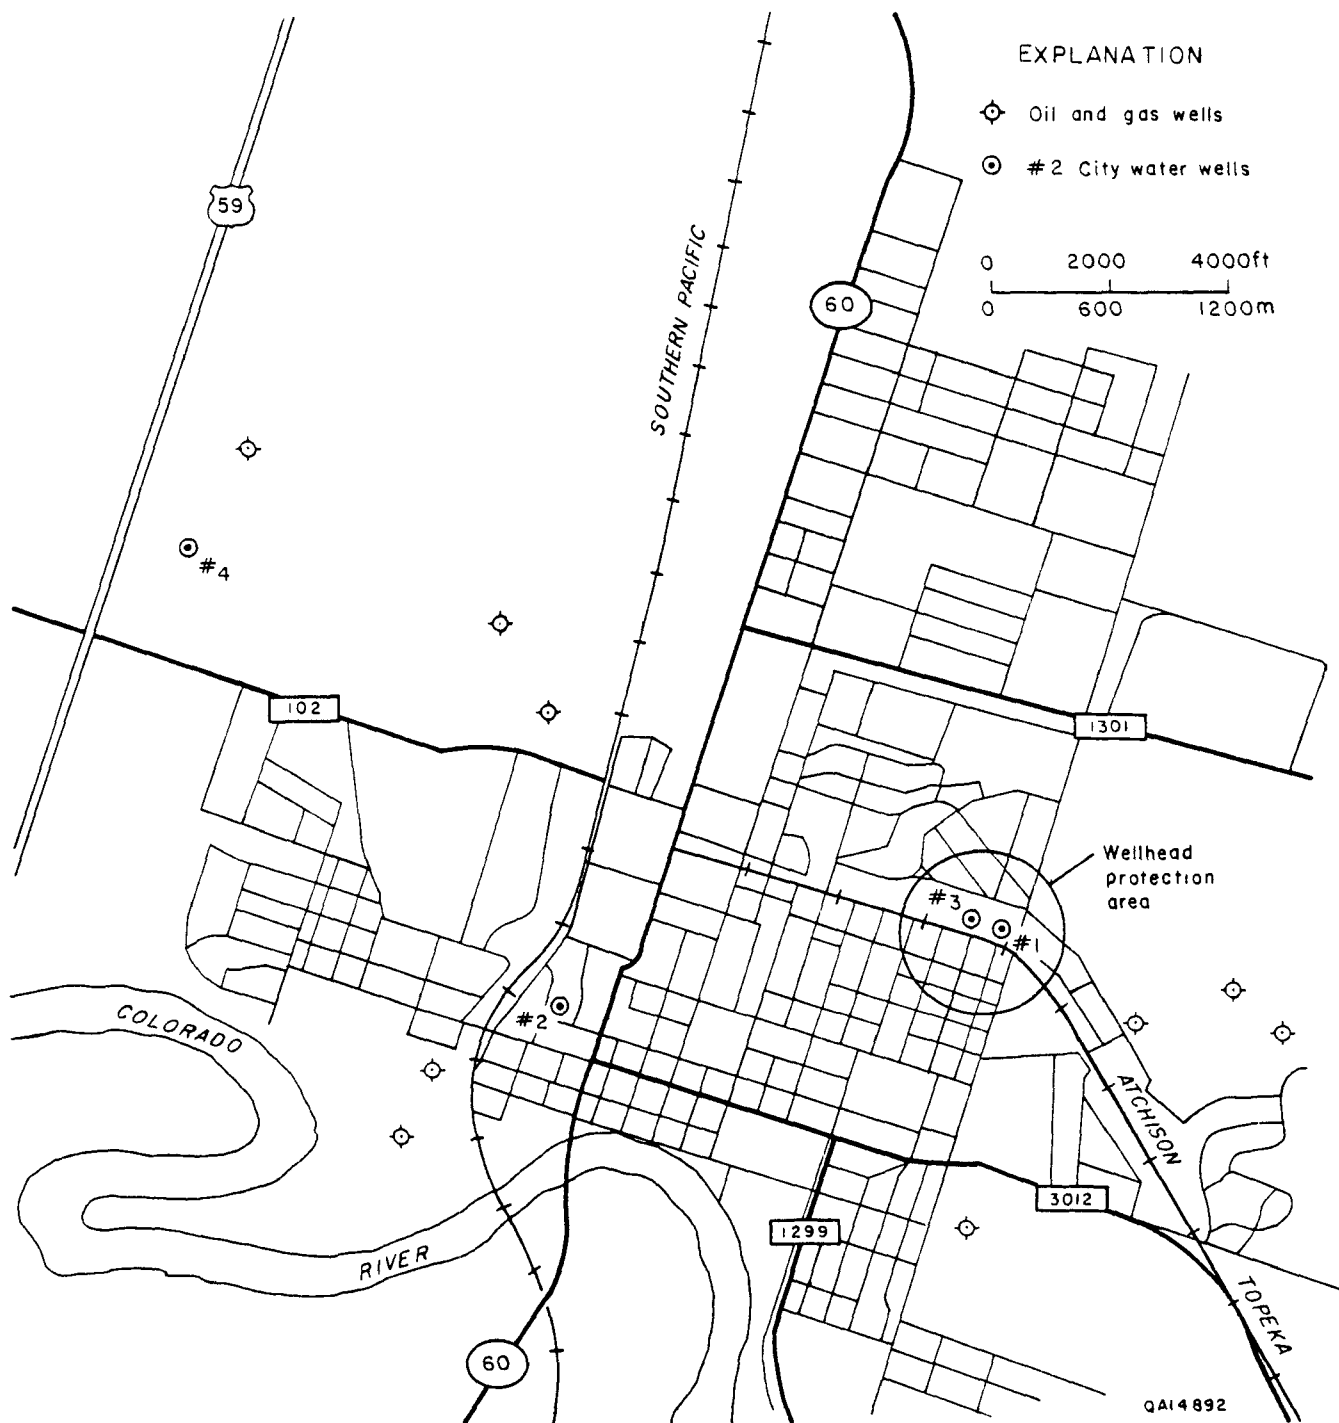 EXPLANATION
Oil and gas wells
#2 City water wells
0 2000 4000ft
0 600 1200m
59
SOUTHERN PACIFIC
60
#4
102
1301
Wellhead
protection
area
#3
#1
#2
COLORADO
RIVER
ATCHISON
3012
1299
TOPEKA
60
QA14892